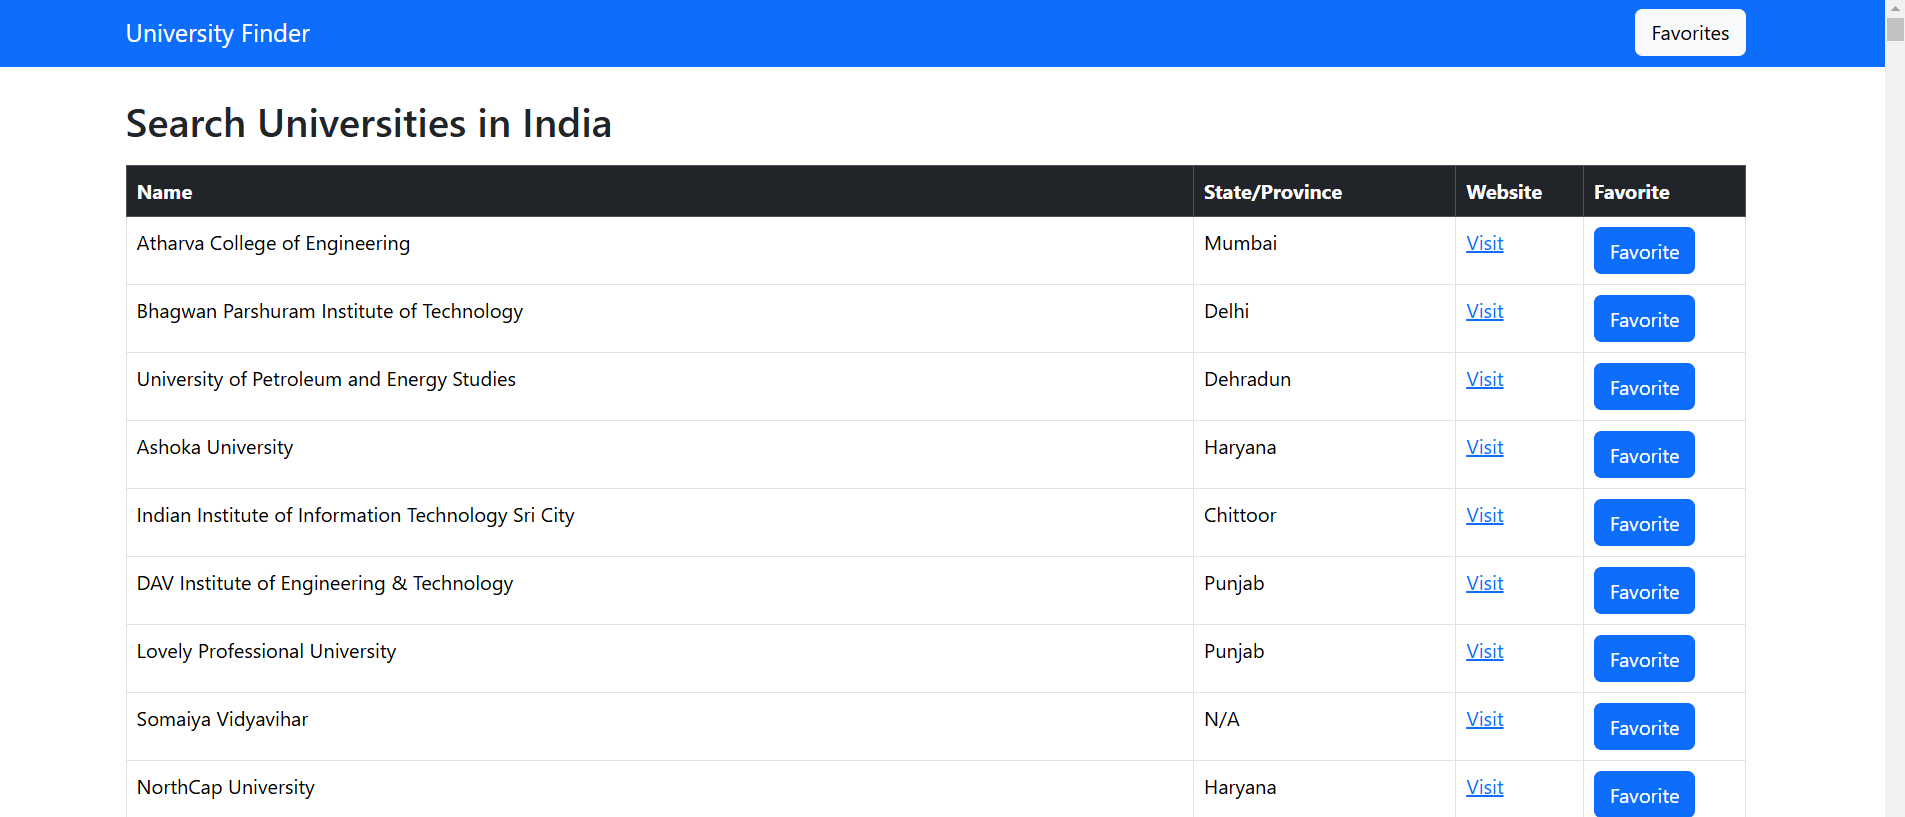 University Finder Favorites
Search Universities in India
Name State/Province Website Favorite
Atharva College of Engineering Mumbai Visit Favorite
Bhagwan Parshuram Institute of Technology Delhi Visit Favorite
University of Petroleum and Energy Studies Dehradun Visit Favorite
Ashoka University Haryana Visit Favorite
Indian Institute of Information Technology Sri City Chittoor Visit Favorite
DAV Institute of Engineering & Technology Punjab Visit Favorite
Lovely Professional University Punjab Visit Favorite
Somaiya Vidyavihar N/A Visit Favorite
NorthCap University Haryana Visit Favorite